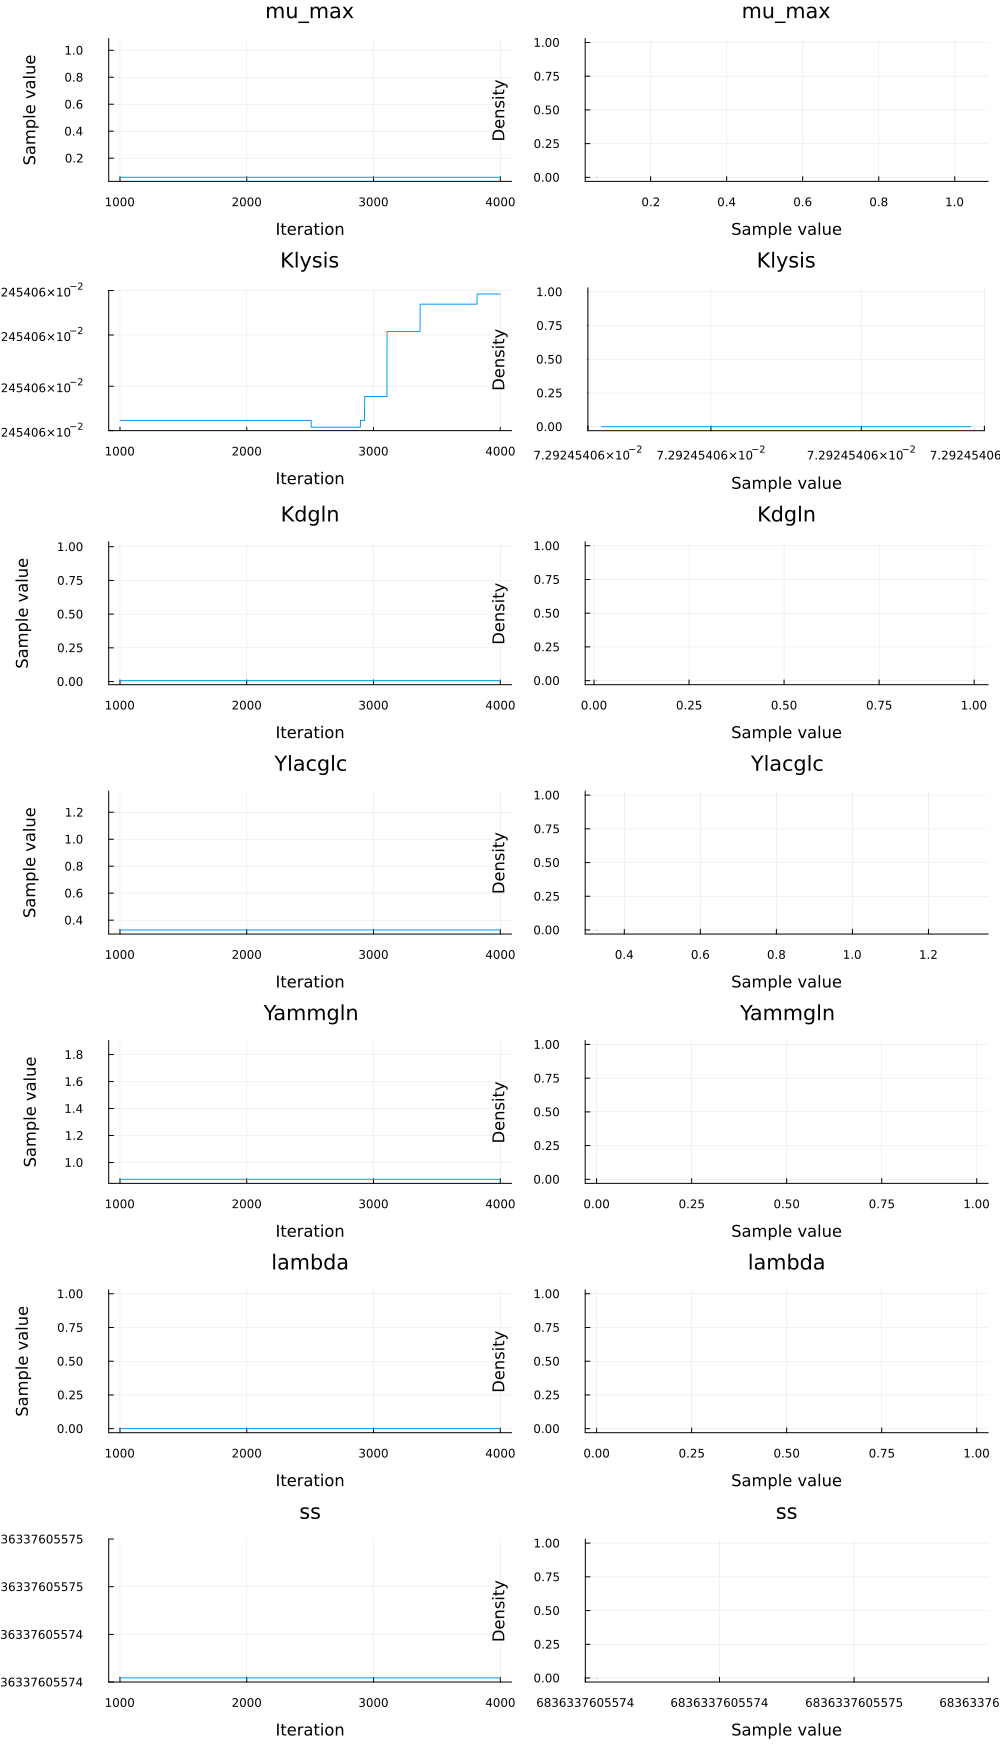 mu_max mu_max
Sample value 1.0 0.8 0.6 0.4 0.2 Density 1.00 0.75 0.50 0.25 0.00
1000 2000 3000 4000 0.2 0.4 0.6 0.8 1.0
Iteration Sample value
Klysis Klysis
245406×10⁻² 245406×10⁻² 245406×10⁻² 245406×10⁻² Density 1.00 0.75 0.50 0.25 0.00
1000 2000 3000 4000 7.29245406×10⁻² 7.29245406×10⁻² 7.29245406×10⁻² 7.29245406
Iteration Sample value
Kdgln Kdgln
Sample value 1.00 0.75 0.50 0.25 0.00 Density 1.00 0.75 0.50 0.25 0.00
1000 2000 3000 4000 0.00 0.25 0.50 0.75 1.00
Iteration Sample value
Ylacglc Ylacglc
Sample value 1.2 1.0 0.8 0.6 0.4 Density 1.00 0.75 0.50 0.25 0.00
1000 2000 3000 4000 0.4 0.6 0.8 1.0 1.2
Iteration Sample value
Yammgln Yammgln
Sample value 1.8 1.6 1.4 1.2 1.0 Density 1.00 0.75 0.50 0.25 0.00
1000 2000 3000 4000 0.00 0.25 0.50 0.75 1.00
Iteration Sample value
lambda lambda
Sample value 1.00 0.75 0.50 0.25 0.00 Density 1.00 0.75 0.50 0.25 0.00
1000 2000 3000 4000 0.00 0.25 0.50 0.75 1.00
Iteration Sample value
ss ss
36337605575 36337605575 36337605574 36337605574 Density 1.00 0.75 0.50 0.25 0.00
1000 2000 3000 4000 6836337605574 6836337605574 6836337605575 68363376
Iteration Sample value